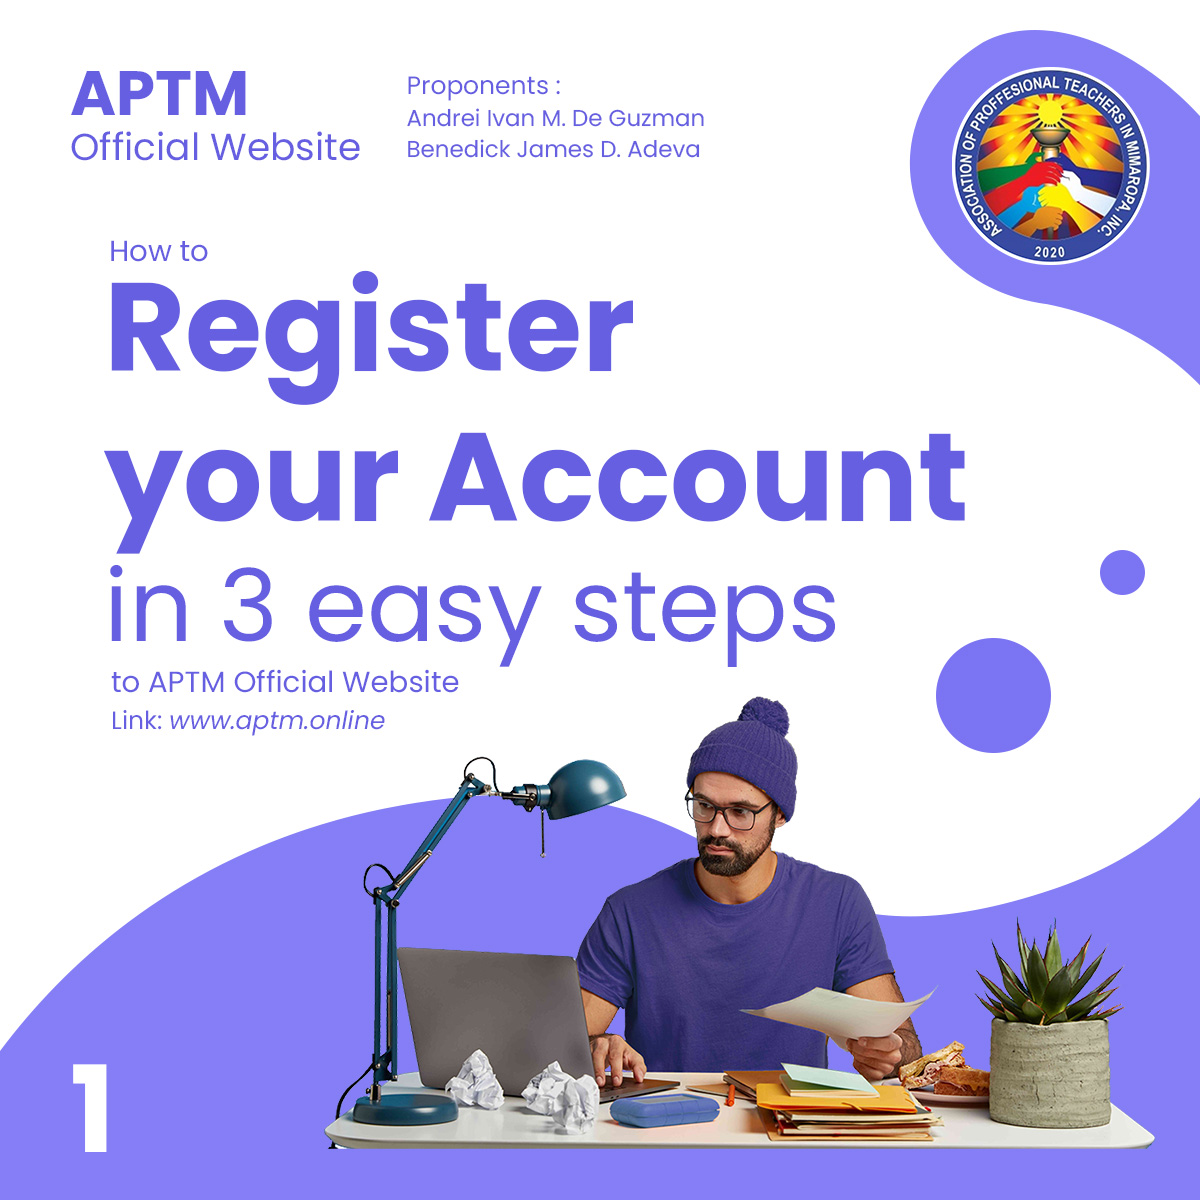 APTM
Official Website
Proponents :
Andrei Ivan M. De Guzman
Benedick James D. Adeva
ASSOCIATION OF PROFFESIONAL TEACHERS IN MIMAROPA, INC.
2020
How to
Register
your Account
in 3 easy steps
to APTM Official Website
Link: www.aptm.online
1